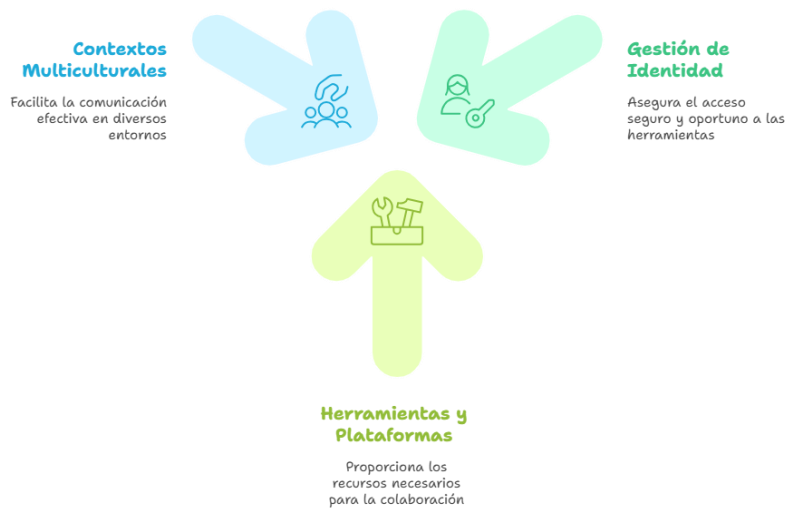 Contextos
Multiculturales
Facilita la comunicación
efectiva en diversos
entornos
Gestión de
Identidad
Asegura el acceso
seguro y oportuno a las
herramientas
Herramientas y
Plataformas
Proporciona los
recursos necesarios
para la colaboración